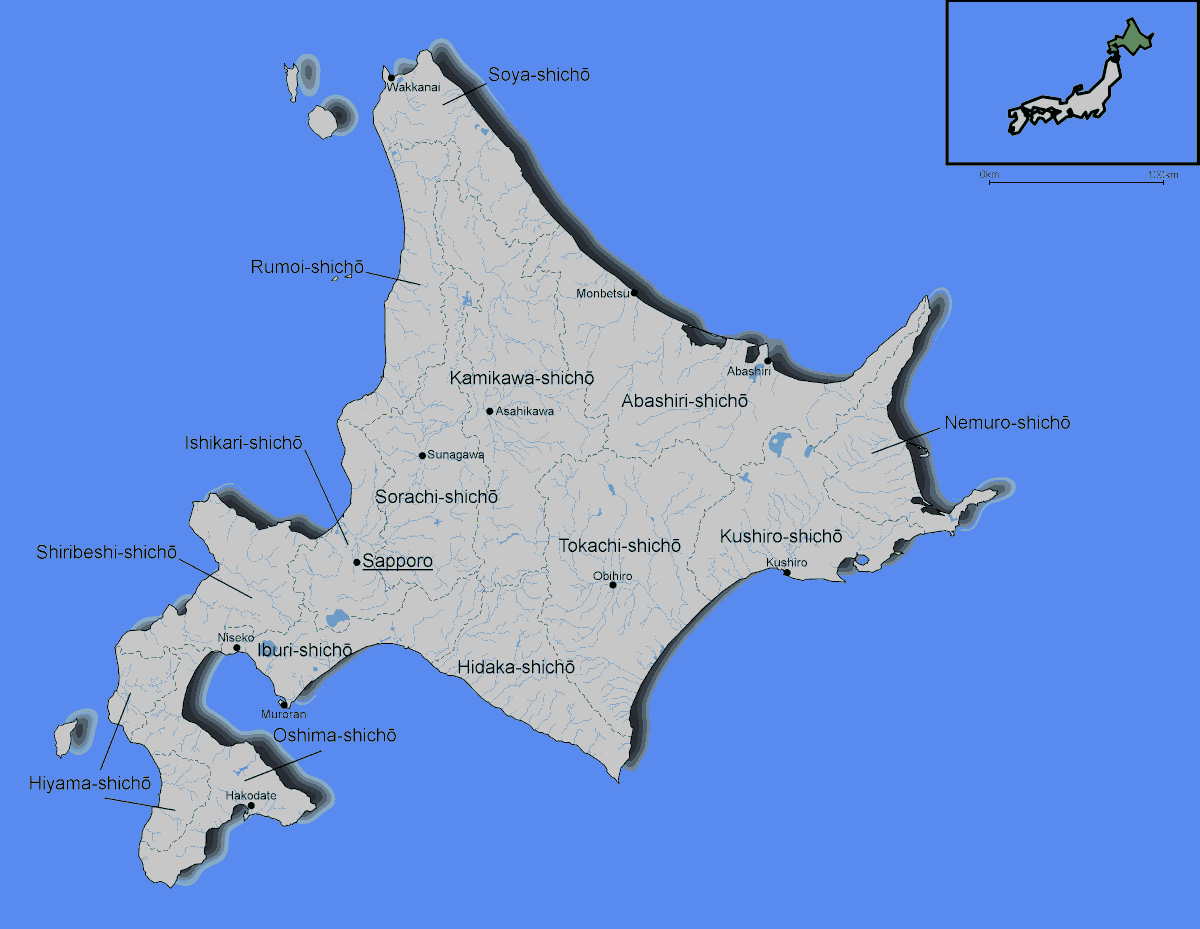 Wakkanai
Soya-shichō
0km
100km
Rumoi-shichō
Monbetsu
Abashiri
Kamikawa-shichō
Abashiri-shichō
Asahikawa
Nemuro-shichō
Ishikari-shichō
Sunagawa
Sorachi-shichō
Kushiro-shichō
Tokachi-shichō
Shiribeshi-shichō
Sapporo
Kushiro
Obihiro
Niseko
Iburi-shichō
Hidaka-shichō
Muroran
Oshima-shichō
Hiyama-shichō
Hakodate